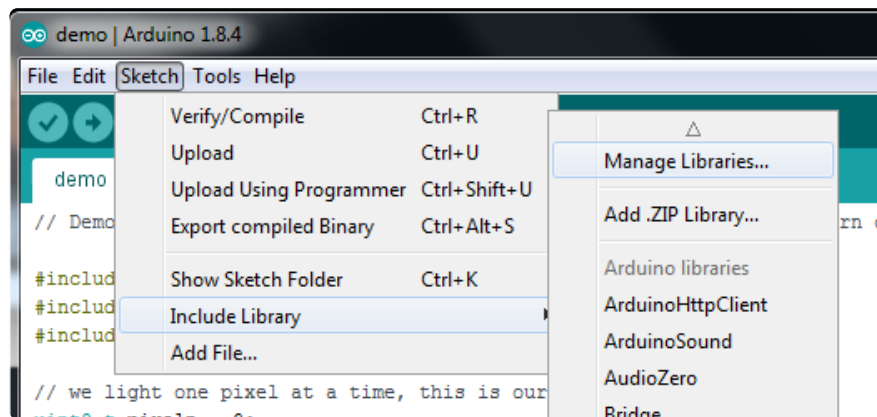 demo | Arduino 1.8.4
File Edit Sketch Tools Help
Verify/Compile Ctrl+R
Upload Ctrl+U
Upload Using Programmer Ctrl+Shift+U
Export compiled Binary Ctrl+Alt+S
Show Sketch Folder Ctrl+K
Include Library
Add File...
Manage Libraries...
Add .ZIP Library...
Arduino libraries
ArduinoHttpClient
ArduinoSound
AudioZero
Bridge
demo
// Demo
#includ
#includ
#includ
// we light one pixel at a time, this is our